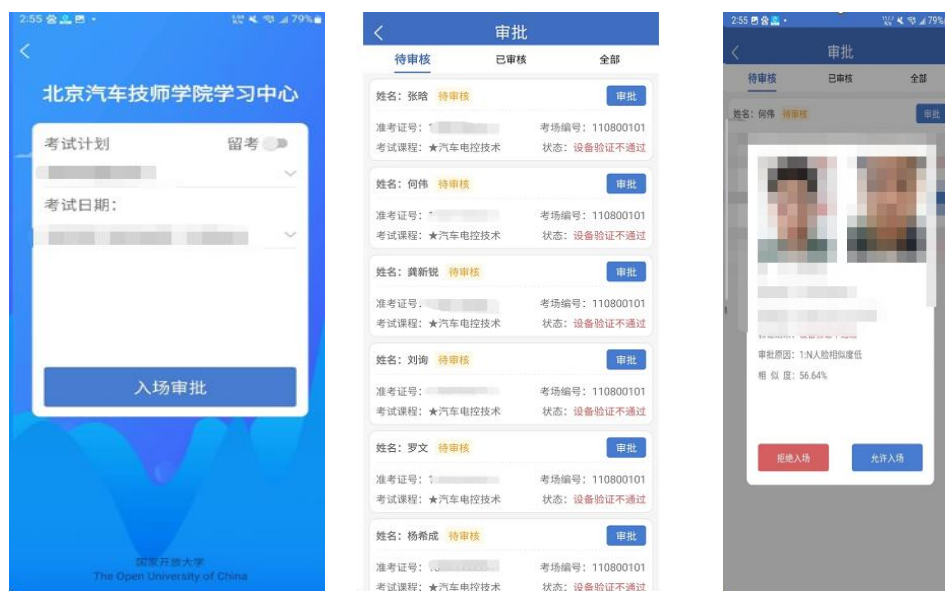 2:55
79%
北京汽车技师学院学习中心
考试计划 留考
考试日期：
入场审批
国家开放大学
The Open University of China
审批
待审核 已审核 全部
姓名：张晗 待审核 审批
准考证号： 考场编号：110800101
考试课程：★汽车电控技术 状态：设备验证不通过
姓名：何伟 待审核 审批
准考证号： 考场编号：110800101
考试课程：★汽车电控技术 状态：设备验证不通过
姓名：龚新锐 待审核 审批
准考证号： 考场编号：110800101
考试课程：★汽车电控技术 状态：设备验证不通过
姓名：刘询 待审核 审批
准考证号： 考场编号：110800101
考试课程：★汽车电控技术 状态：设备验证不通过
姓名：罗文 待审核 审批
准考证号： 考场编号：110800101
考试课程：★汽车电控技术 状态：设备验证不通过
姓名：杨希成 待审核 审批
准考证号： 考场编号：110800101
考试课程：★汽车电控技术 状态：设备验证不通过
2:55
79%
审批
待审核 已审核 全部
姓名：何伟 待审核 审批
审批原因：1:N人脸相似度低
相 似 度：56.64%
拒绝入场 允许入场